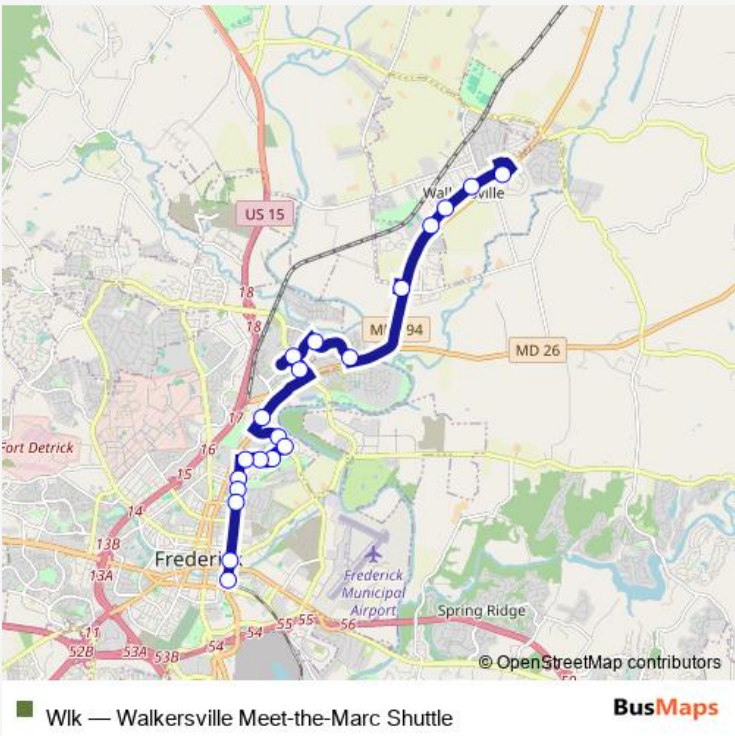 Walkersville
US 15
18
18
MD 194
MD 26
17
Fort Detrick
16
15
14
13B
13A
Frederick
Frederick
Municipal
Airport
Spring Ridge
11
52B
53A
53B
54
54
55
55
56
59
© OpenStreetMap contributors
Wlk — Walkersville Meet-the-Marc Shuttle
BusMaps